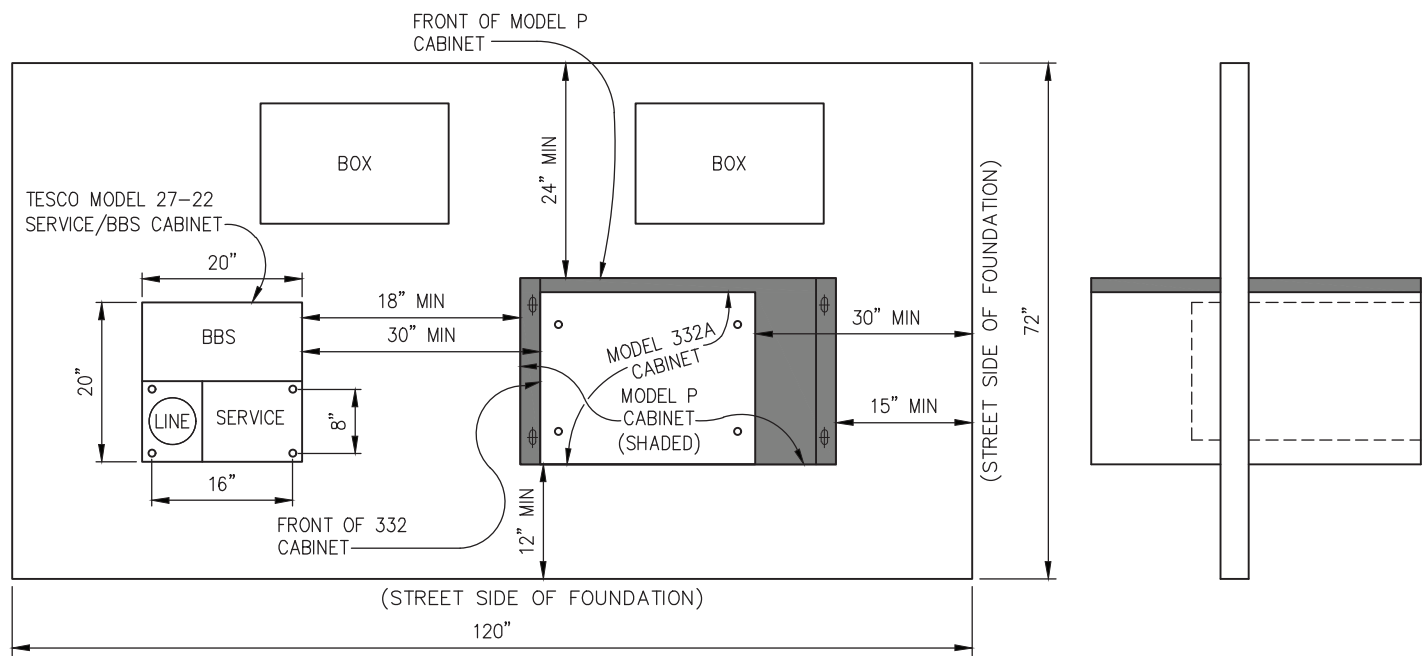 FRONT OF MODEL P
CABINET
BOX
BOX
24” MIN
(STREET SIDE OF FOUNDATION)
72”
TESCO MODEL 27–22
SERVICE/BBS CABINET
20”
18” MIN
30” MIN
30” MIN
BBS
20”
LINE
SERVICE
8”
16”
MODEL 332A
CABINET
MODEL P
CABINET
(SHADED)
15” MIN
FRONT OF 332
CABINET
12” MIN
(STREET SIDE OF FOUNDATION)
120”